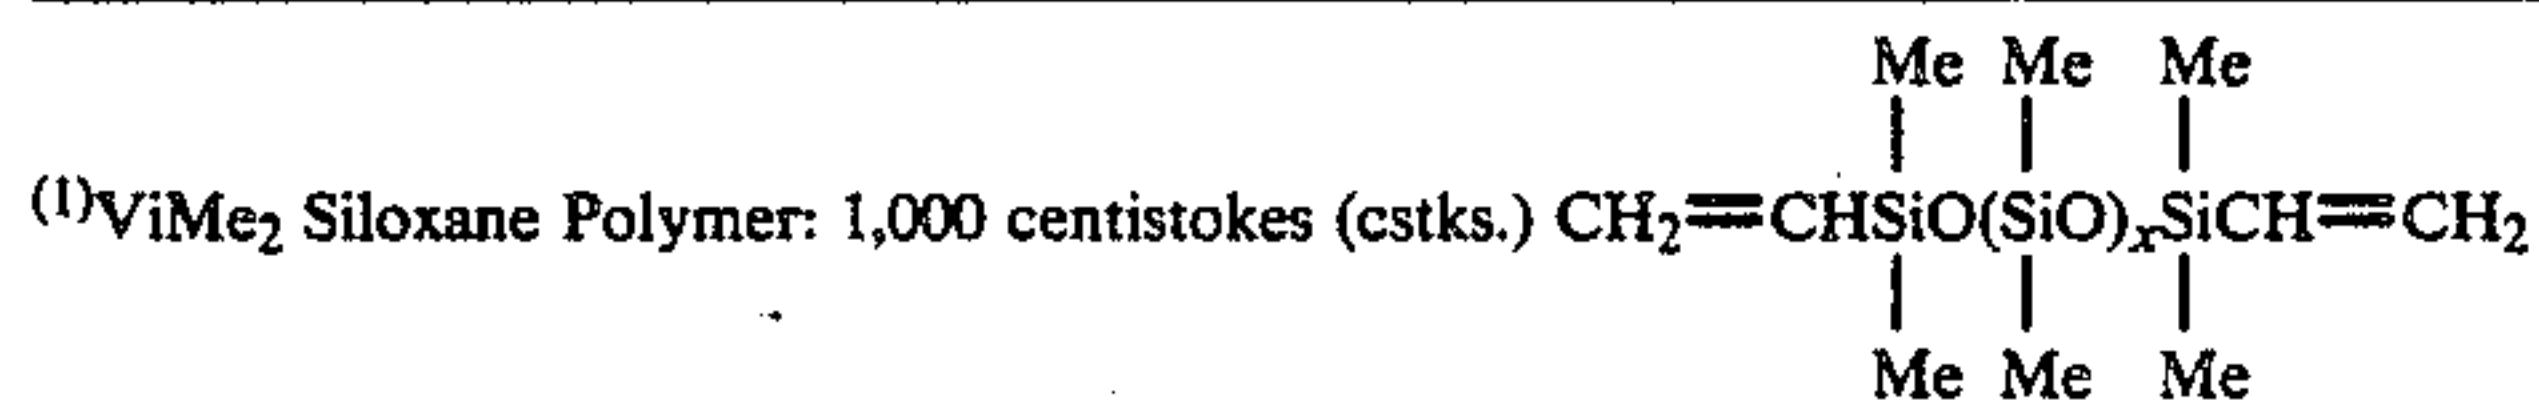 Me Me Me
(1)ViMe2 Siloxane Polymer: 1,000 centistokes (cstks.) CH2=CHSiO(SiO)xSiCH=CH2
Me Me Me